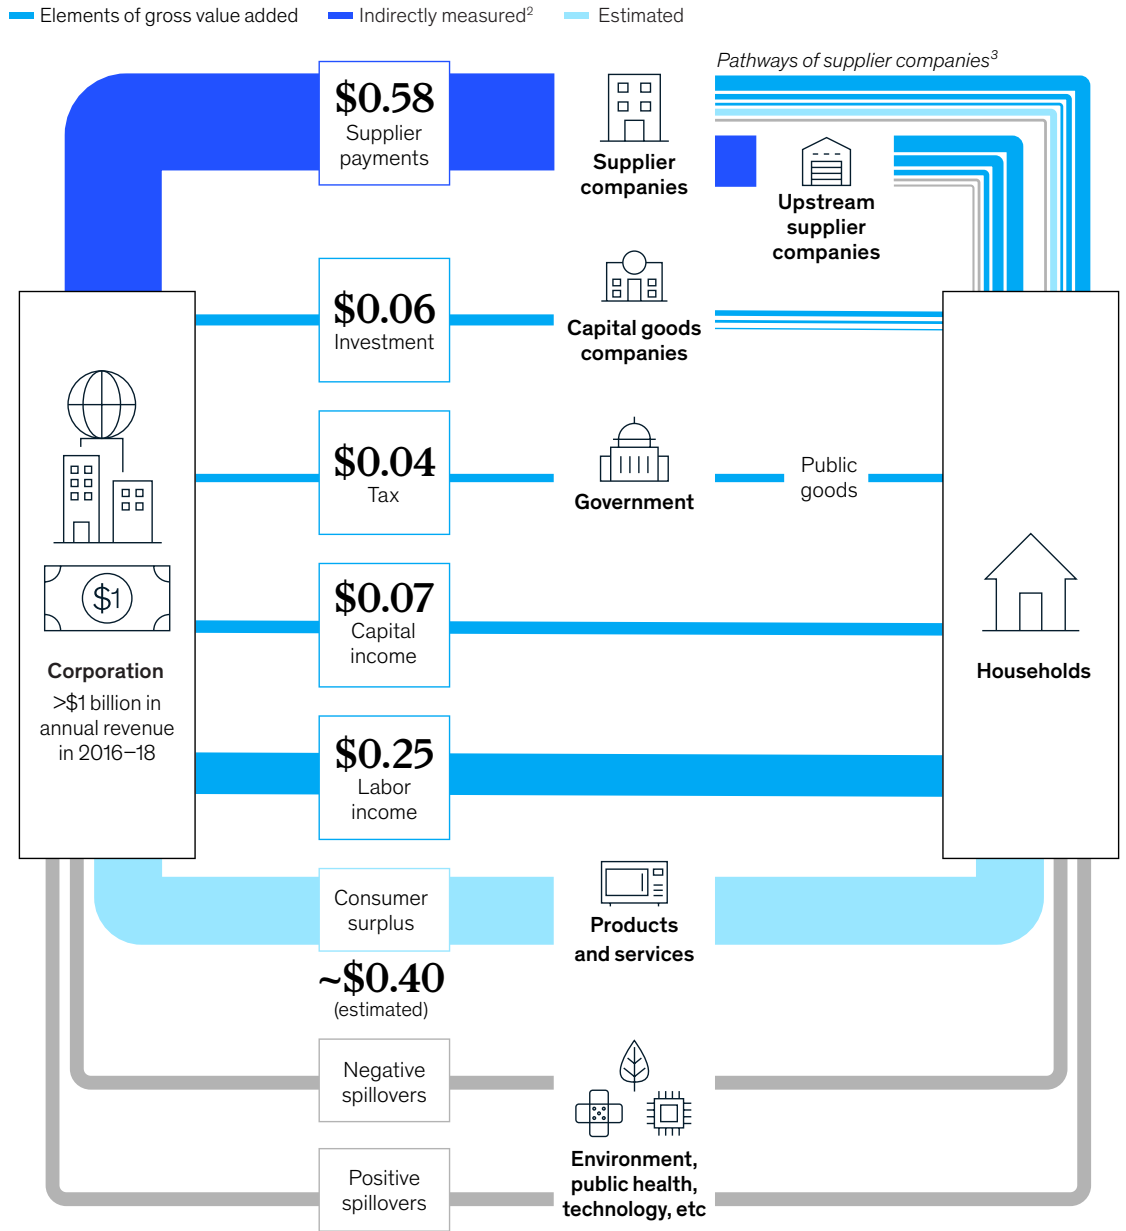 Elements of gross value added
Indirectly measured²
Estimated
Pathways of supplier companies³
$0.58
Supplier
payments
Supplier
companies
Upstream
supplier
companies
$0.06
Investment
Capital goods
companies
$0.04
Tax
Government
Public
goods
$1
Corporation
>$1 billion in
annual revenue
in 2016–18
$0.07
Capital
income
Households
$0.25
Labor
income
Consumer
surplus
~$0.40
(estimated)
Products
and services
Negative
spillovers
Positive
spillovers
Environment,
public health,
technology, etc